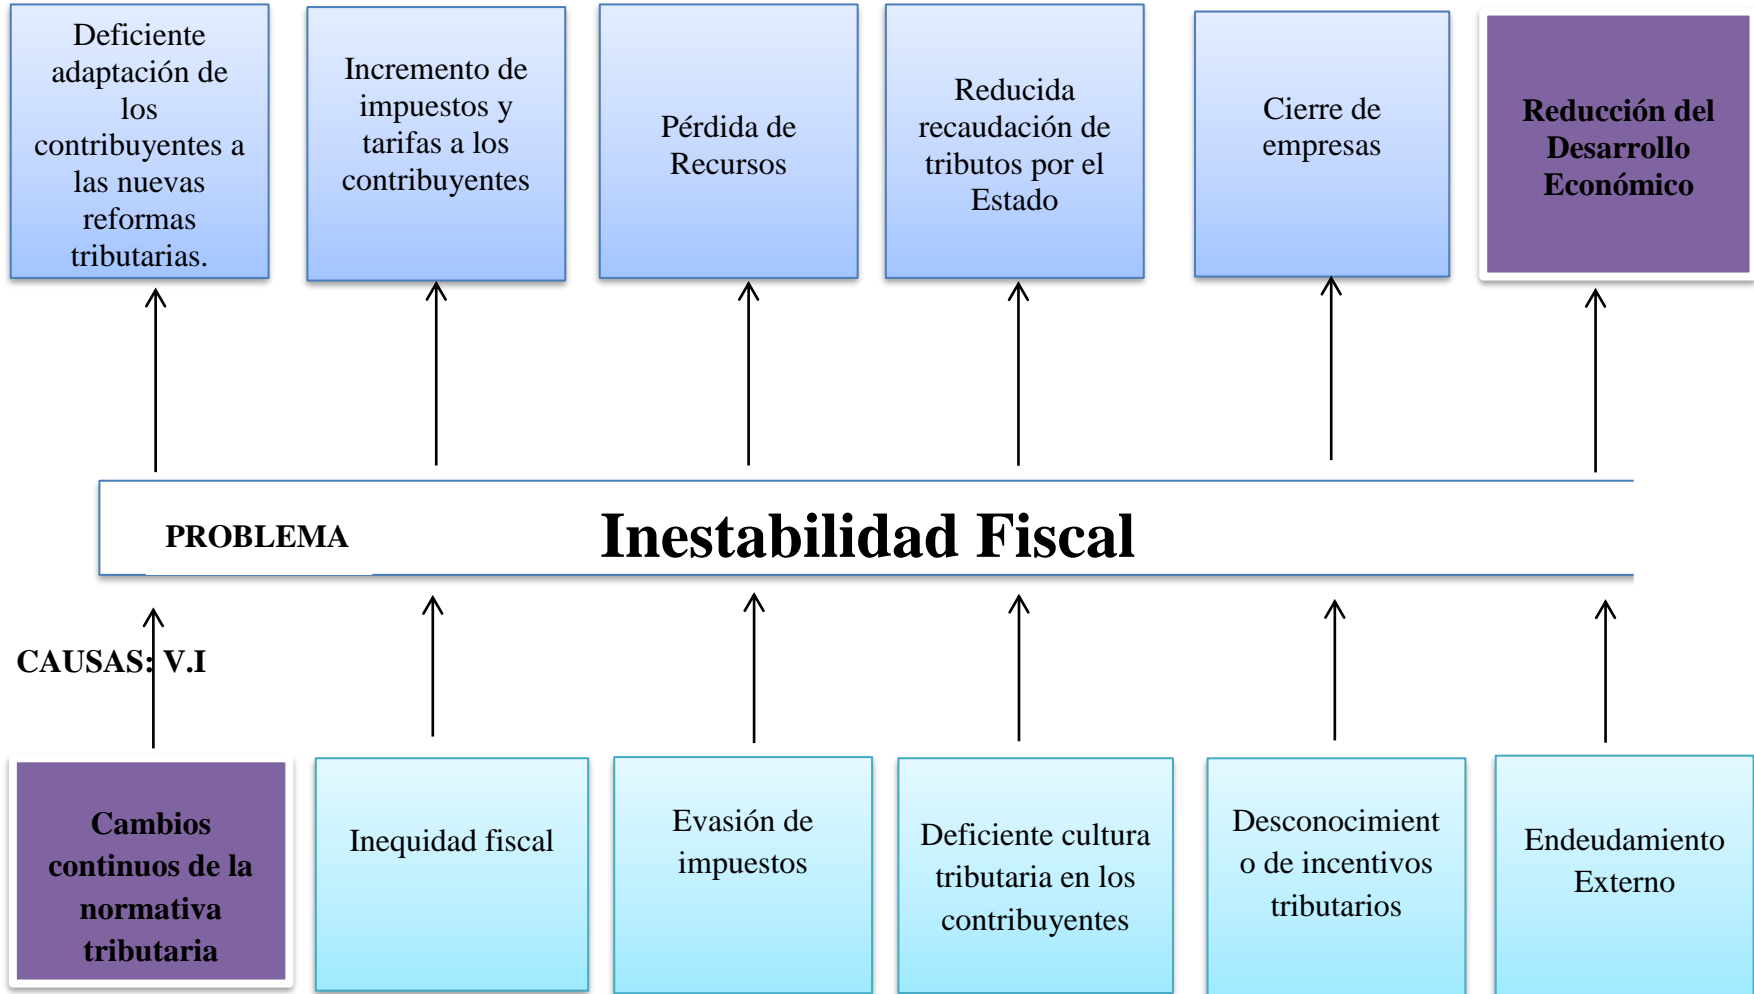 Deficiente
adaptación de
los
contribuyentes a
las nuevas
reformas
tributarias.
Incremento de
impuestos y
tarifas a los
contribuyentes
Pérdida de
Recursos
Reducida
recaudación de
tributos por el
Estado
Cierre de
empresas
Reducción del
Desarrollo
Económico
PROBLEMA
Inestabilidad Fiscal
CAUSAS: V.I
Cambios
continuos de la
normativa
tributaria
Inequidad fiscal
Evasión de
impuestos
Deficiente cultura
tributaria en los
contribuyentes
Desconocimient
o de incentivos
tributarios
Endeudamiento
Externo